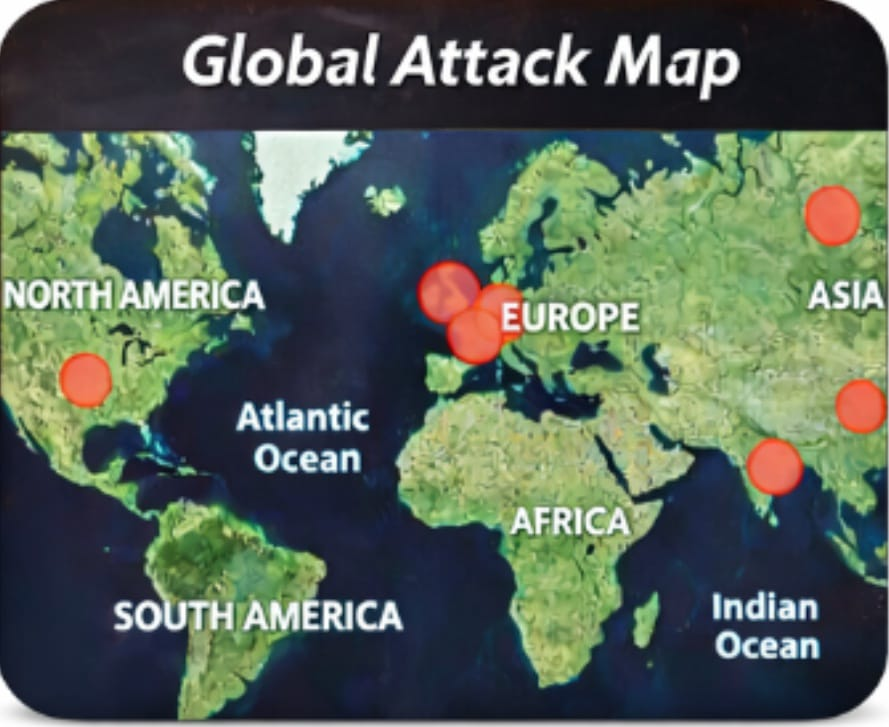 Global Attack Map
NORTH AMERICA
EUROPE
ASIA
Atlantic
Ocean
AFRICA
SOUTH AMERICA
Indian
Ocean